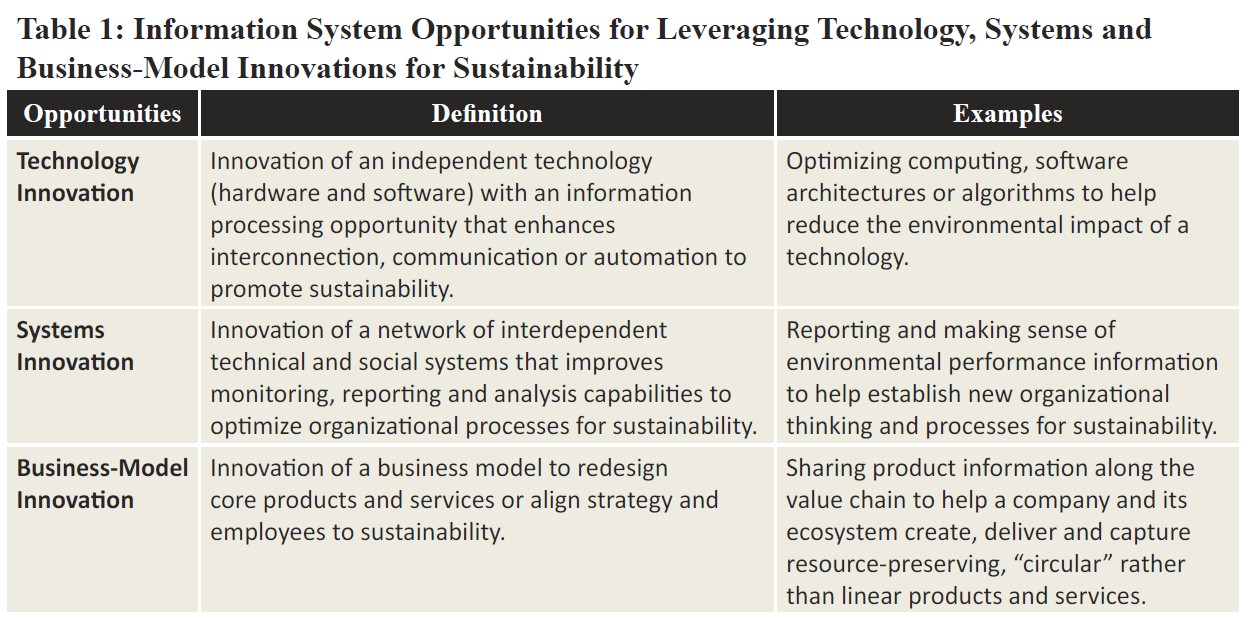 Table 1: Information System Opportunities for Leveraging Technology, Systems and
Business-Model Innovations for Sustainability
Opportunities
Definition
Examples
Technology
Innovation
Innovation of an independent technology
(hardware and software) with an information
processing opportunity that enhances
interconnection, communication or automation to
promote sustainability.
Optimizing computing, software
architectures or algorithms to help
reduce the environmental impact of a
technology.
Systems
Innovation
Innovation of a network of interdependent
technical and social systems that improves
monitoring, reporting and analysis capabilities to
optimize organizational processes for sustainability.
Reporting and making sense of
environmental performance information
to help establish new organizational
thinking and processes for sustainability.
Business-Model
Innovation
Innovation of a business model to redesign
core products and services or align strategy and
employees to sustainability.
Sharing product information along the
value chain to help a company and its
ecosystem create, deliver and capture
resource-preserving, “circular” rather
than linear products and services.